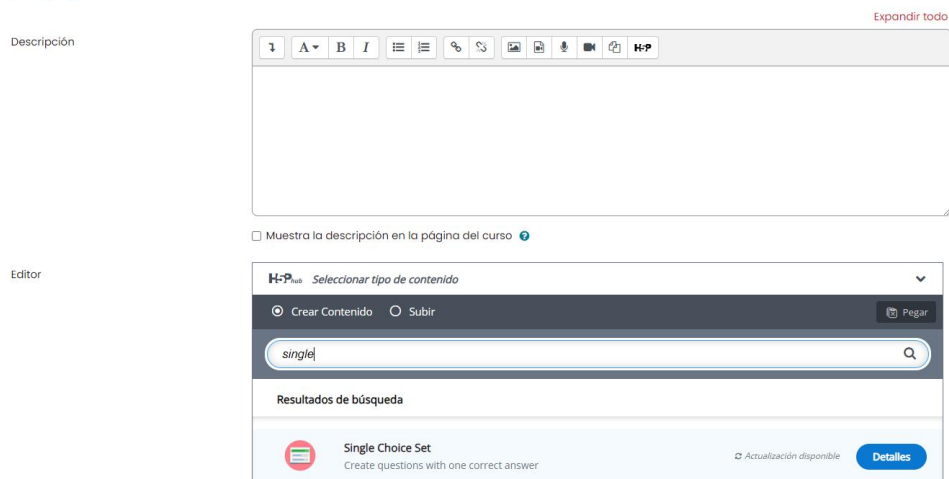 Expandir todo
Descripción
A B I H-P
Muestra la descripción en la página del curso ?
Editor
H5Phub Seleccionar tipo de contenido
Crear Contenido Subir Pegar
single
Resultados de búsqueda
Single Choice Set
Create questions with one correct answer
Actualización disponible
Detalles